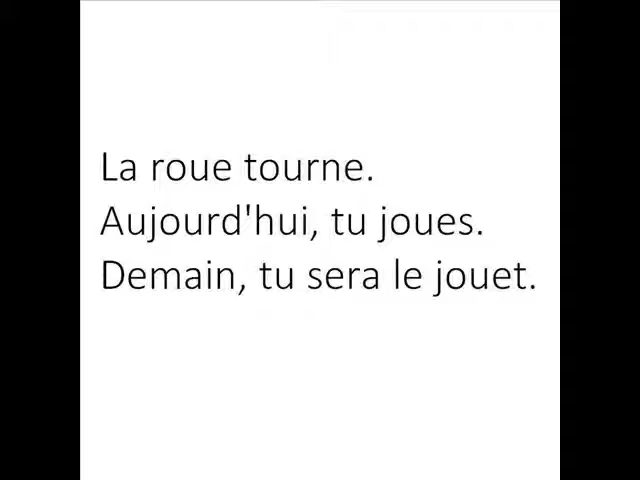 La roue tourne.
Aujourd'hui, tu joues.
Demain, tu sera le jouet.